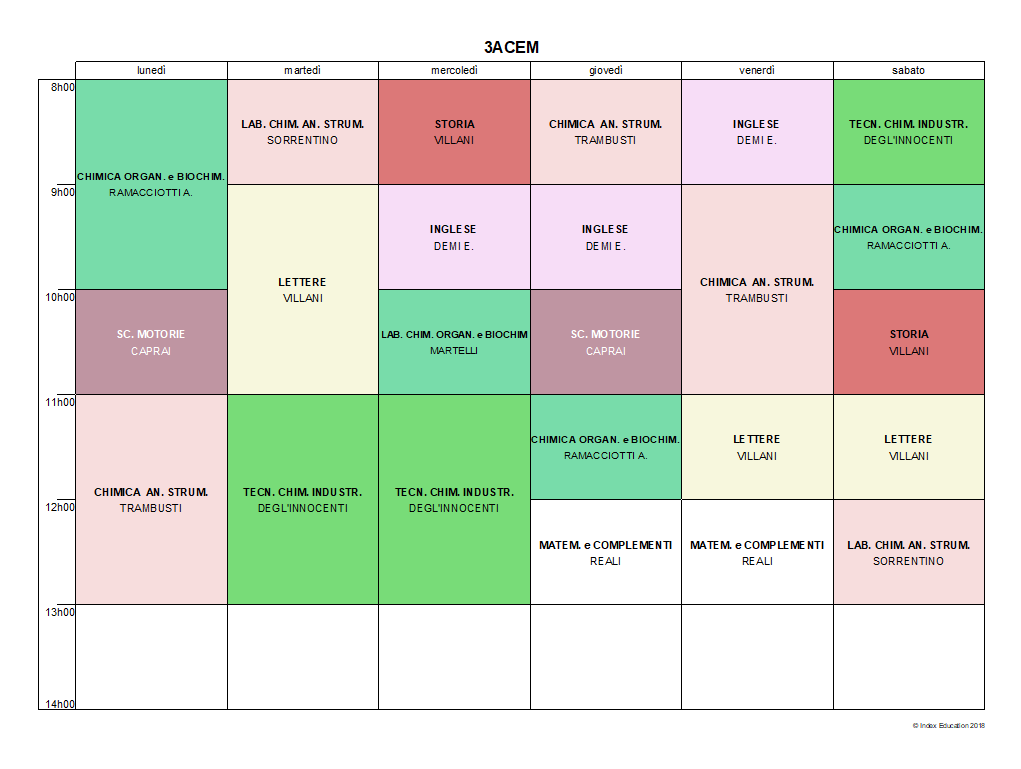 3ACEM
lunedì martedì mercoledì giovedì venerdì sabato
8h00
LAB. CHIM. AN. STRUM. STORIA CHIMICA AN. STRUM. INGLESE TECN. CHIM. INDUSTR.
SORRENTINO VILLANI TRAMBUSTI DEMI E. DEGL'INNOCENTI
CHIMICA ORGAN. e BIOCHIM.
RAMACCIOTTI A.
9h00
INGLESE INGLESE CHIMICA ORGAN. e BIOCHIM.
DEMI E. DEMI E. RAMACCIOTTI A.
LETTERE CHIMICA AN. STRUM.
VILLANI TRAMBUSTI
10h00
SC. MOTORIE LAB. CHIM. ORGAN. e BIOCHIM SC. MOTORIE STORIA
CAPRAI MARTELLI CAPRAI VILLANI
11h00
CHIMICA ORGAN. e BIOCHIM. LETTERE LETTERE
RAMACCIOTTI A. VILLANI VILLANI
CHIMICA AN. STRUM. TECN. CHIM. INDUSTR. TECN. CHIM. INDUSTR.
TRAMBUSTI DEGL'INNOCENTI DEGL'INNOCENTI
12h00
MATEM. e COMPLEMENTI MATEM. e COMPLEMENTI LAB. CHIM. AN. STRUM.
REALI REALI SORRENTINO
13h00
14h00
© Index Education 2018